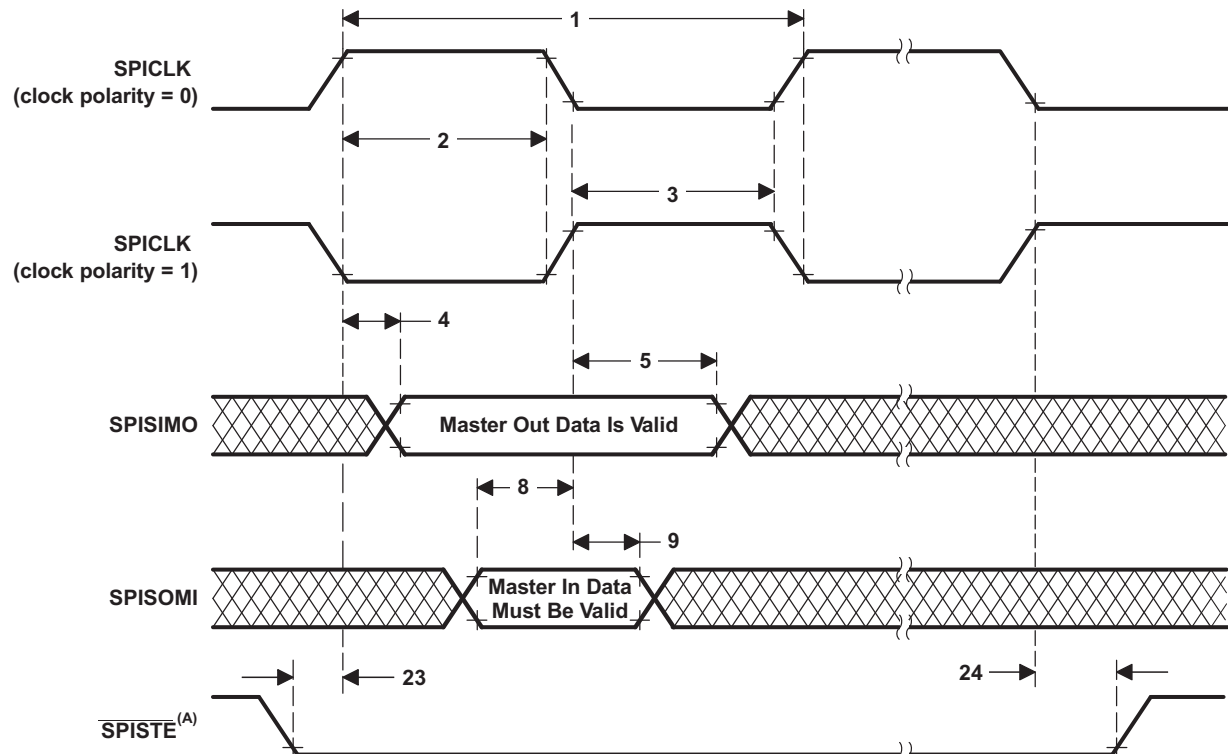 1
SPICLK
(clock polarity = 0)
2
3
SPICLK
(clock polarity = 1)
4
5
SPISIMO
Master Out Data Is Valid
8
9
SPISOMI
Master In Data
Must Be Valid
23
24
SPISTE(A)